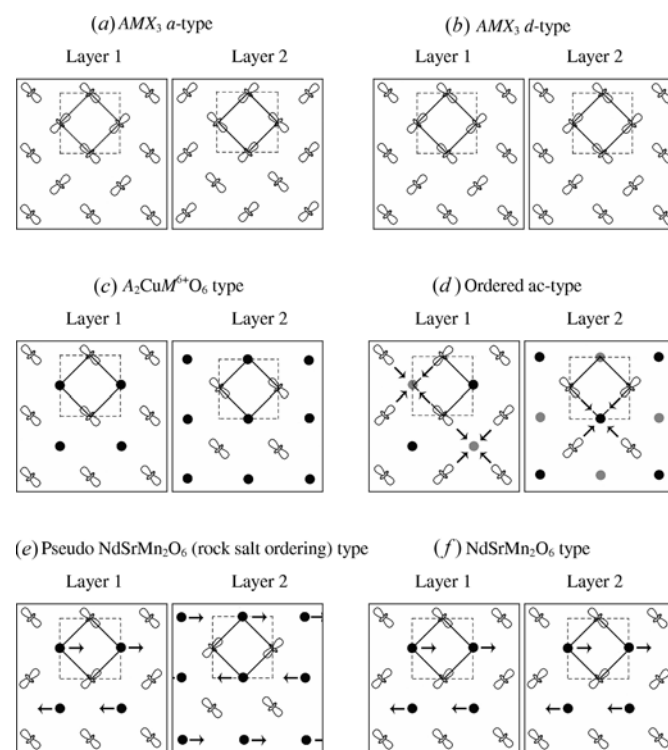 (a) AMX₃ a-type
(b) AMX₃ d-type
Layer 1 Layer 2 Layer 1 Layer 2
(c) A₂CuM⁶⁺O₆ type
(d) Ordered ac-type
Layer 1 Layer 2 Layer 1 Layer 2
(e) Pseudo NdSrMn₂O₆ (rock salt ordering) type
(f) NdSrMn₂O₆ type
Layer 1 Layer 2 Layer 1 Layer 2